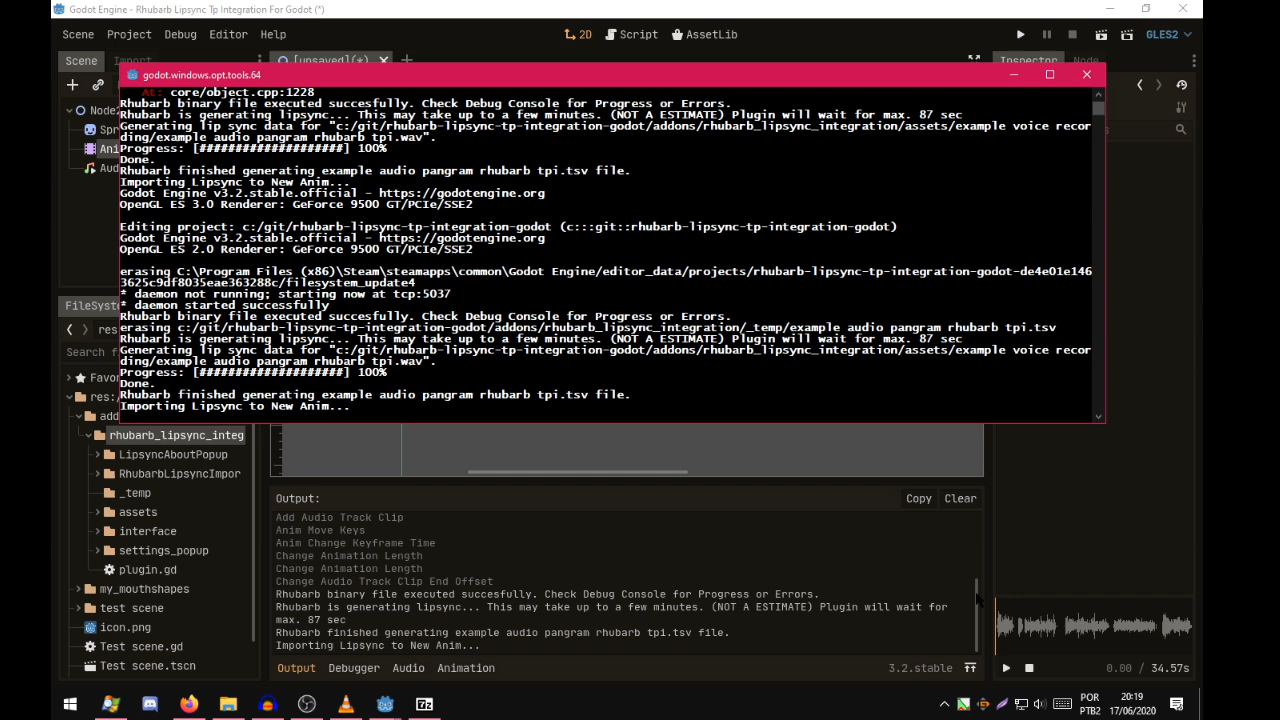 Godot Engine - Rhubarb Lipsync Tp Integration For Godot (*)
Scene Project Debug Editor Help
2D Script AssetLib
GLES2
Scene Import
[unsaved](*)
Inspector Node
godot.windows.opt.tools.64
At: core/object.cpp:1228
Rhubarb binary file executed succesfully. Check Debug Console for Progress or Errors.
Rhubarb is generating lipsync... This may take up to a few minutes. (NOT A ESTIMATE) Plugin will wait for max. 87 sec
Generating lip sync data for "c:/git/rhubarb-lipsync-tp-integration-godot/addons/rhubarb_lipsync_integration/assets/example voice recor
ding/example audio pangram rhubarb tpi.wav".
Progress: [####################] 100%
Done.
Rhubarb finished generating example audio pangram rhubarb tpi.tsv file.
Importing Lipsync to New Anim...
Godot Engine v3.2.stable.official - https://godotengine.org
OpenGL ES 3.0 Renderer: GeForce 9500 GT/PCIe/SSE2
Editing project: c:/git/rhubarb-lipsync-tp-integration-godot (c:::git::rhubarb-lipsync-tp-integration-godot)
Godot Engine v3.2.stable.official - https://godotengine.org
OpenGL ES 2.0 Renderer: GeForce 9500 GT/PCIe/SSE2
erasing C:\Program Files (x86)\Steam\steamapps\common\Godot Engine/editor_data/projects/rhubarb-lipsync-tp-integration-godot-de4e01e146
3625c9df8035eae363288c/filesystem_update4
* daemon not running; starting now at tcp:5037
* daemon started successfully
Rhubarb binary file executed succesfully. Check Debug Console for Progress or Errors.
erasing c:/git/rhubarb-lipsync-tp-integration-godot/addons/rhubarb_lipsync_integration/_temp/example audio pangram rhubarb tpi.tsv
Rhubarb is generating lipsync... This may take up to a few minutes. (NOT A ESTIMATE) Plugin will wait for max. 87 sec
Generating lip sync data for "c:/git/rhubarb-lipsync-tp-integration-godot/addons/rhubarb_lipsync_integration/assets/example voice recor
ding/example audio pangram rhubarb tpi.wav".
Progress: [####################] 100%
Done.
Rhubarb finished generating example audio pangram rhubarb tpi.tsv file.
Importing Lipsync to New Anim...
Node
Spr
Ani
Aud
FileSyste
res:
Search f
Favor
res:/
add
rhubarb_lipsync_integ
LipsyncAboutPopup
RhubarbLipsyncImpor
_temp
assets
interface
settings_popup
plugin.gd
my_mouthshapes
test scene
icon.png
Test scene.gd
Test scene.tscn
Output:
Copy Clear
Add Audio Track Clip
Anim Move Keys
Anim Change Keyframe Time
Change Animation Length
Change Animation Length
Change Audio Track Clip End Offset
Rhubarb binary file executed succesfully. Check Debug Console for Progress or Errors.
Rhubarb is generating lipsync... This may take up to a few minutes. (NOT A ESTIMATE) Plugin will wait for
max. 87 sec
Rhubarb finished generating example audio pangram rhubarb tpi.tsv file.
Importing Lipsync to New Anim...
Output Debugger Audio Animation
3.2.stable
0.00 / 34.57s
7z
POR
PTB2
20:19
17/06/2020